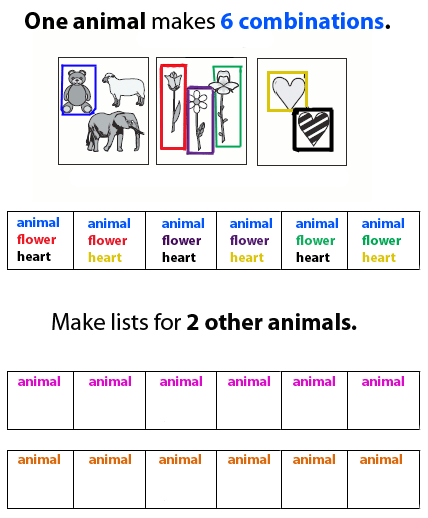 One animal makes 6 combinations.
animal animal animal animal animal animal
flower flower flower flower flower flower
heart heart heart heart heart heart
Make lists for 2 other animals.
animal animal animal animal animal animal
animal animal animal animal animal animal